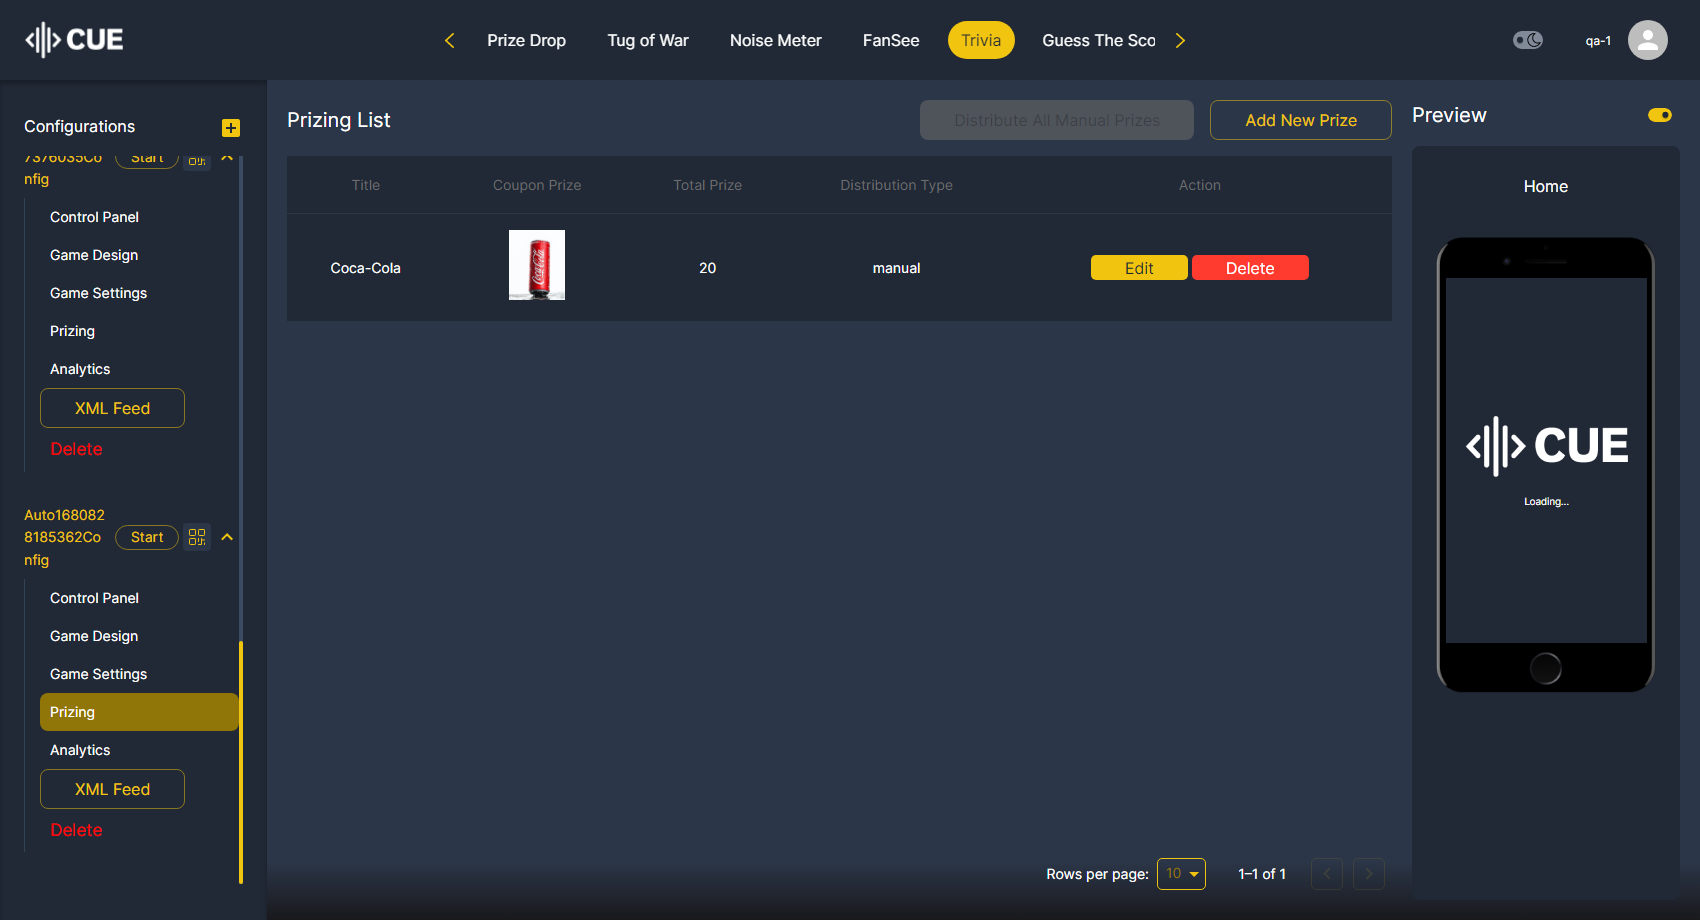 CUE
Prize Drop
Tug of War
Noise Meter
FanSee
Trivia
Guess The Sco
qa-1
Configurations
7376035Co
nfig
Start
Control Panel
Game Design
Game Settings
Prizing
Analytics
XML Feed
Delete
Auto168082
8185362Co
nfig
Start
Control Panel
Game Design
Game Settings
Prizing
Analytics
XML Feed
Delete
Prizing List
Distribute All Manual Prizes
Add New Prize
Title
Coupon Prize
Total Prize
Distribution Type
Action
Coca-Cola
Coca-Cola
20
manual
Edit
Delete
Rows per page:
10
1–1 of 1
Preview
Home
CUE
Loading...